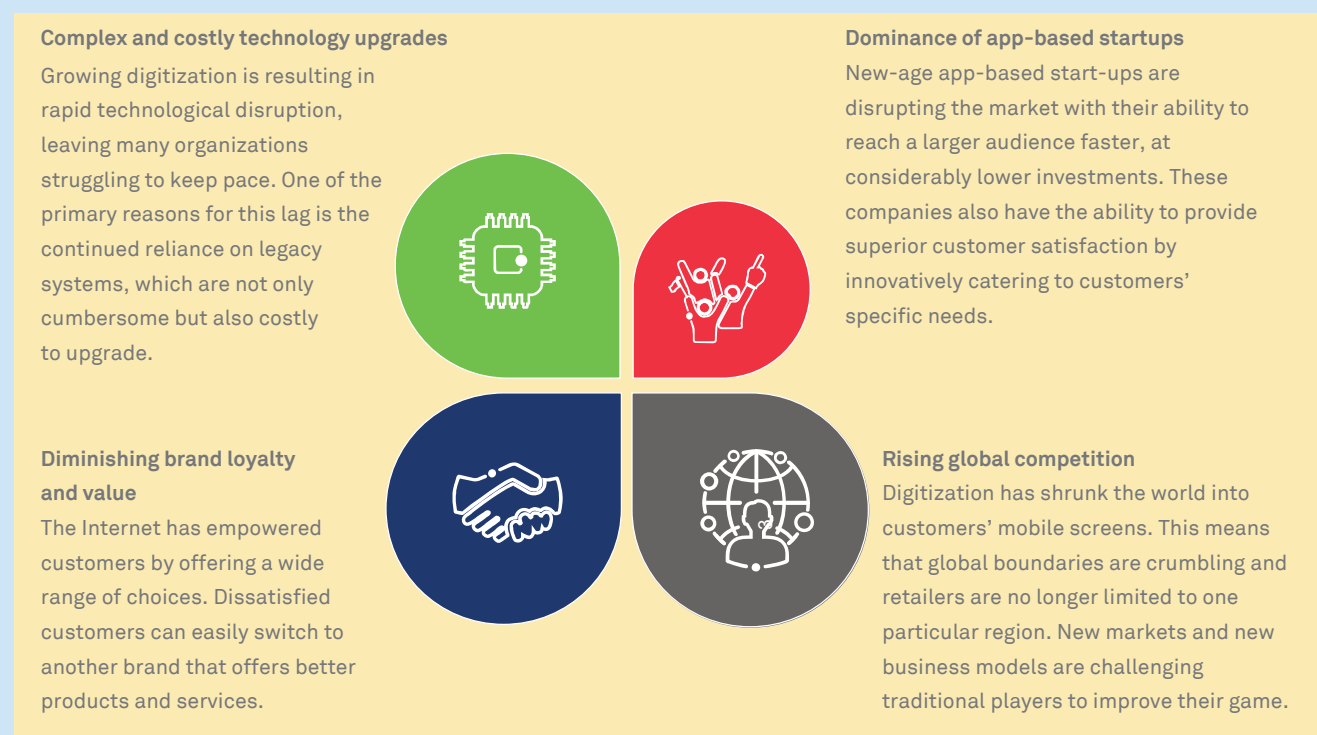 Complex and costly technology upgrades
Growing digitization is resulting in
rapid technological disruption,
leaving many organizations
struggling to keep pace. One of the
primary reasons for this lag is the
continued reliance on legacy
systems, which are not only
cumbersome but also costly
to upgrade.
Dominance of app-based startups
New-age app-based start-ups are
disrupting the market with their ability to
reach a larger audience faster, at
considerably lower investments. These
companies also have the ability to provide
superior customer satisfaction by
innovatively catering to customers’
specific needs.
Diminishing brand loyalty
and value
The Internet has empowered
customers by offering a wide
range of choices. Dissatisfied
customers can easily switch to
another brand that offers better
products and services.
Rising global competition
Digitization has shrunk the world into
customers’ mobile screens. This means
that global boundaries are crumbling and
retailers are no longer limited to one
particular region. New markets and new
business models are challenging
traditional players to improve their game.